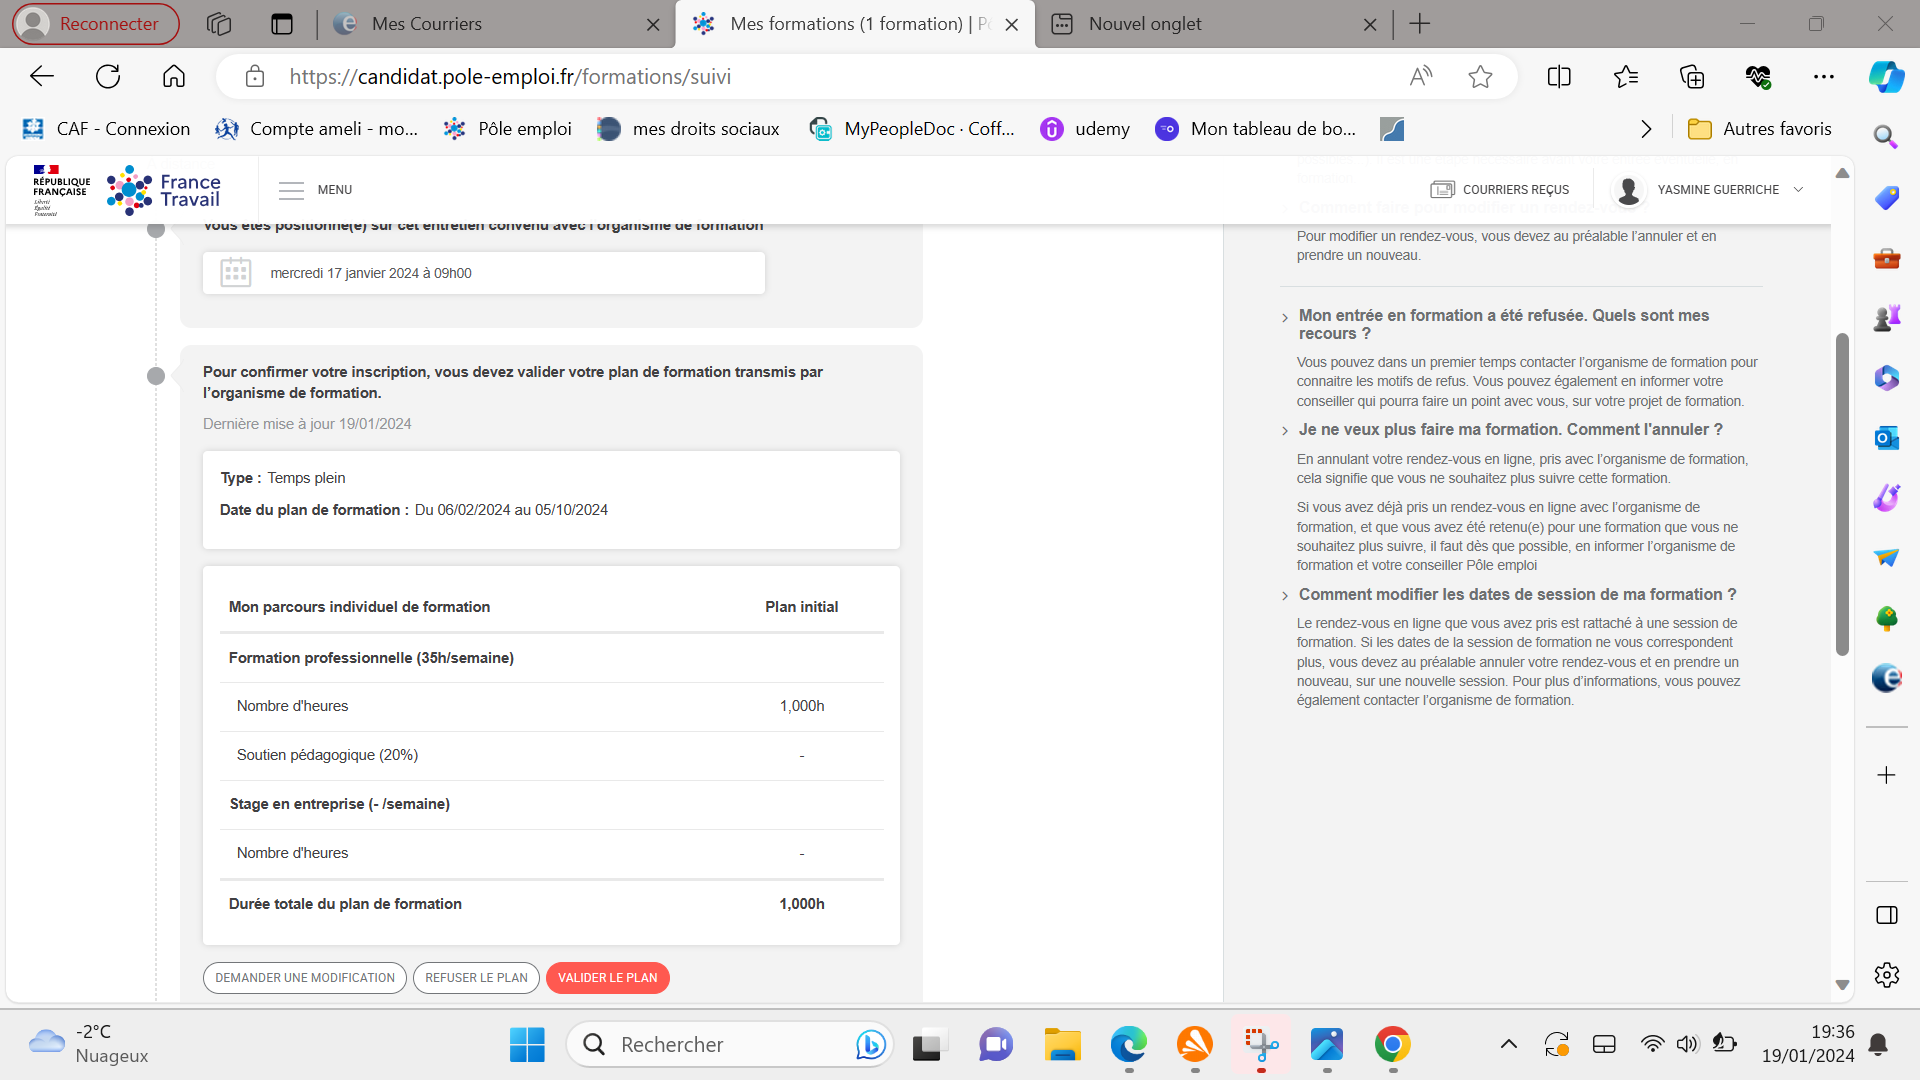 Reconnecter
Mes Courriers
Mes formations (1 formation) | P
Nouvel onglet
https://candidat.pole-emploi.fr/formations/suivi
CAF - Connexion
Compte ameli - mo...
Pôle emploi
mes droits sociaux
MyPeopleDoc · Coff...
udemy
Mon tableau de bo...
Autres favoris
RÉPUBLIQUE
FRANÇAISE
Liberté
Égalité
Fraternité
France
Travail
MENU
COURRIERS REÇUS
YASMINE GUERRICHE
Vous êtes positionné(e) sur cet entretien convenu avec l'organisme de formation
mercredi 17 janvier 2024 à 09h00
Pour confirmer votre inscription, vous devez valider votre plan de formation transmis par
l'organisme de formation.
Dernière mise à jour 19/01/2024
Type : Temps plein
Date du plan de formation : Du 06/02/2024 au 05/10/2024
Mon parcours individuel de formation Plan initial
Formation professionnelle (35h/semaine)
Nombre d'heures 1,000h
Soutien pédagogique (20%) -
Stage en entreprise (- /semaine)
Nombre d'heures -
Durée totale du plan de formation 1,000h
DEMANDER UNE MODIFICATION
REFUSER LE PLAN
VALIDER LE PLAN
Comment faire pour modifier un rendez-vous ?
Pour modifier un rendez-vous, vous devez au préalable l'annuler et en
prendre un nouveau.
Mon entrée en formation a été refusée. Quels sont mes
recours ?
Vous pouvez dans un premier temps contacter l'organisme de formation pour
connaitre les motifs de refus. Vous pouvez également en informer votre
conseiller qui pourra faire un point avec vous, sur votre projet de formation.
Je ne veux plus faire ma formation. Comment l'annuler ?
En annulant votre rendez-vous en ligne, pris avec l'organisme de formation,
cela signifie que vous ne souhaitez plus suivre cette formation.
Si vous avez déjà pris un rendez-vous en ligne avec l'organisme de
formation, et que vous avez été retenu(e) pour une formation que vous ne
souhaitez plus suivre, il faut dès que possible, en informer l'organisme de
formation et votre conseiller Pôle emploi
Comment modifier les dates de session de ma formation ?
Le rendez-vous en ligne que vous avez pris est rattaché à une session de
formation. Si les dates de la session de formation ne vous correspondent
plus, vous devez au préalable annuler votre rendez-vous et en prendre un
nouveau, sur une nouvelle session. Pour plus d'informations, vous pouvez
également contacter l'organisme de formation.
-2°C
Nuageux
Rechercher
19:36
19/01/2024